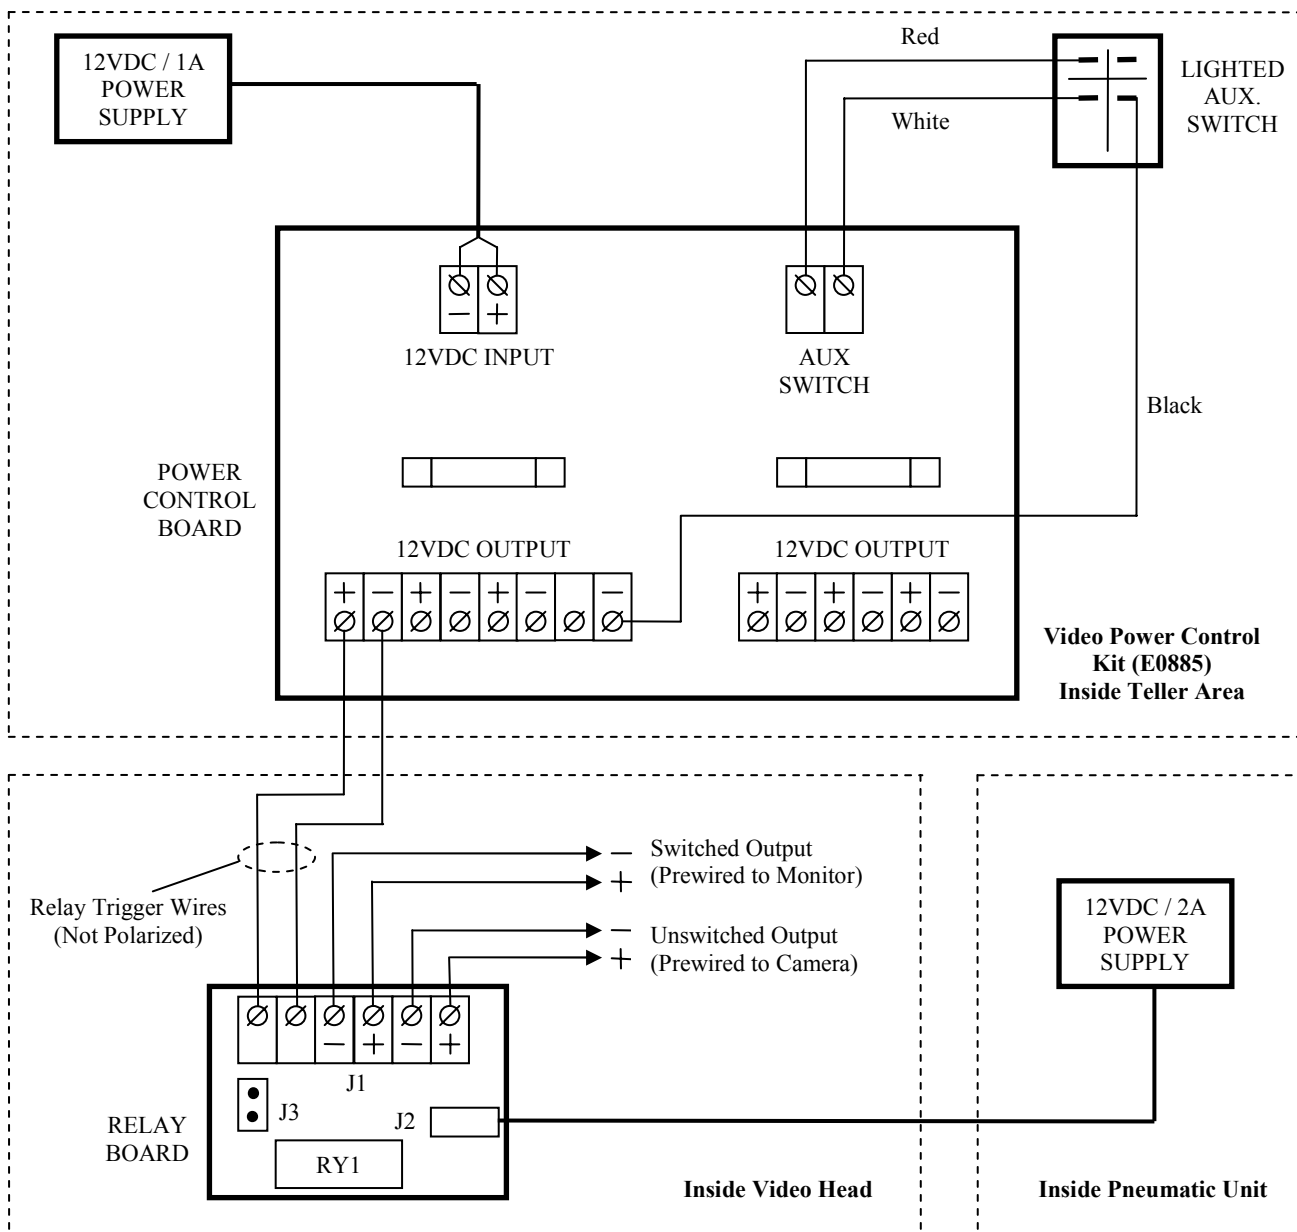 Red
12VDC / 1A
POWER
SUPPLY
LIGHTED
AUX.
SWITCH
White
− +
12VDC INPUT
AUX
SWITCH
Black
POWER
CONTROL
BOARD
12VDC OUTPUT
12VDC OUTPUT
+ − + − + − −
+ − + − + −
Video Power Control
Kit (E0885)
Inside Teller Area
− Switched Output
+ (Prewired to Monitor)
Relay Trigger Wires
(Not Polarized)
− Unswitched Output
+ (Prewired to Camera)
12VDC / 2A
POWER
SUPPLY
− + − +
J1
J3
J2
RELAY
BOARD
RY1
Inside Video Head
Inside Pneumatic Unit